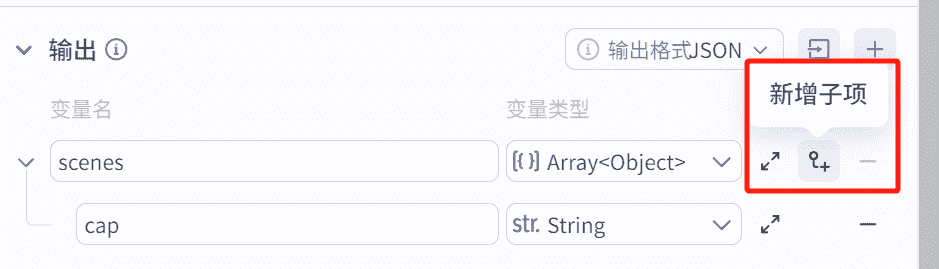 输出
输出格式JSON
新增子项
变量名
变量类型
scenes
[{ }] Array<Object>
cap
str. String